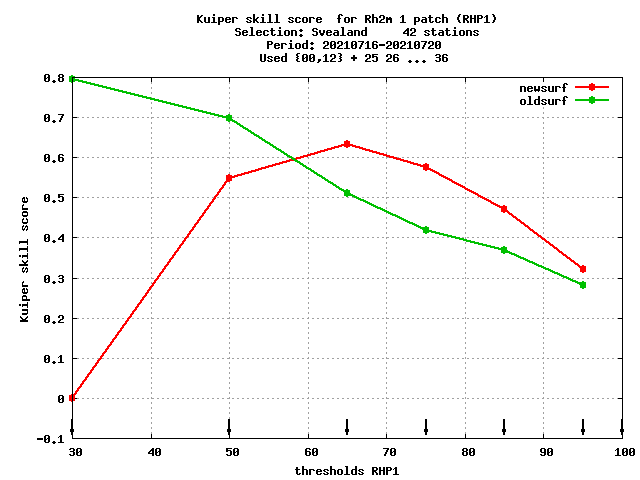 Kuiper skill score  for Rh2m 1 patch (RHP1)
Selection: Svealand     42 stations
Period: 20210716-20210720
Used {00,12} + 25 26 ... 36
newsurf
oldsurf
0.8
0.7
0.6
0.5
0.4
0.3
0.2
0.1
0
-0.1
Kuiper skill score
30 40 50 60 70 80 90 100
thresholds RHP1